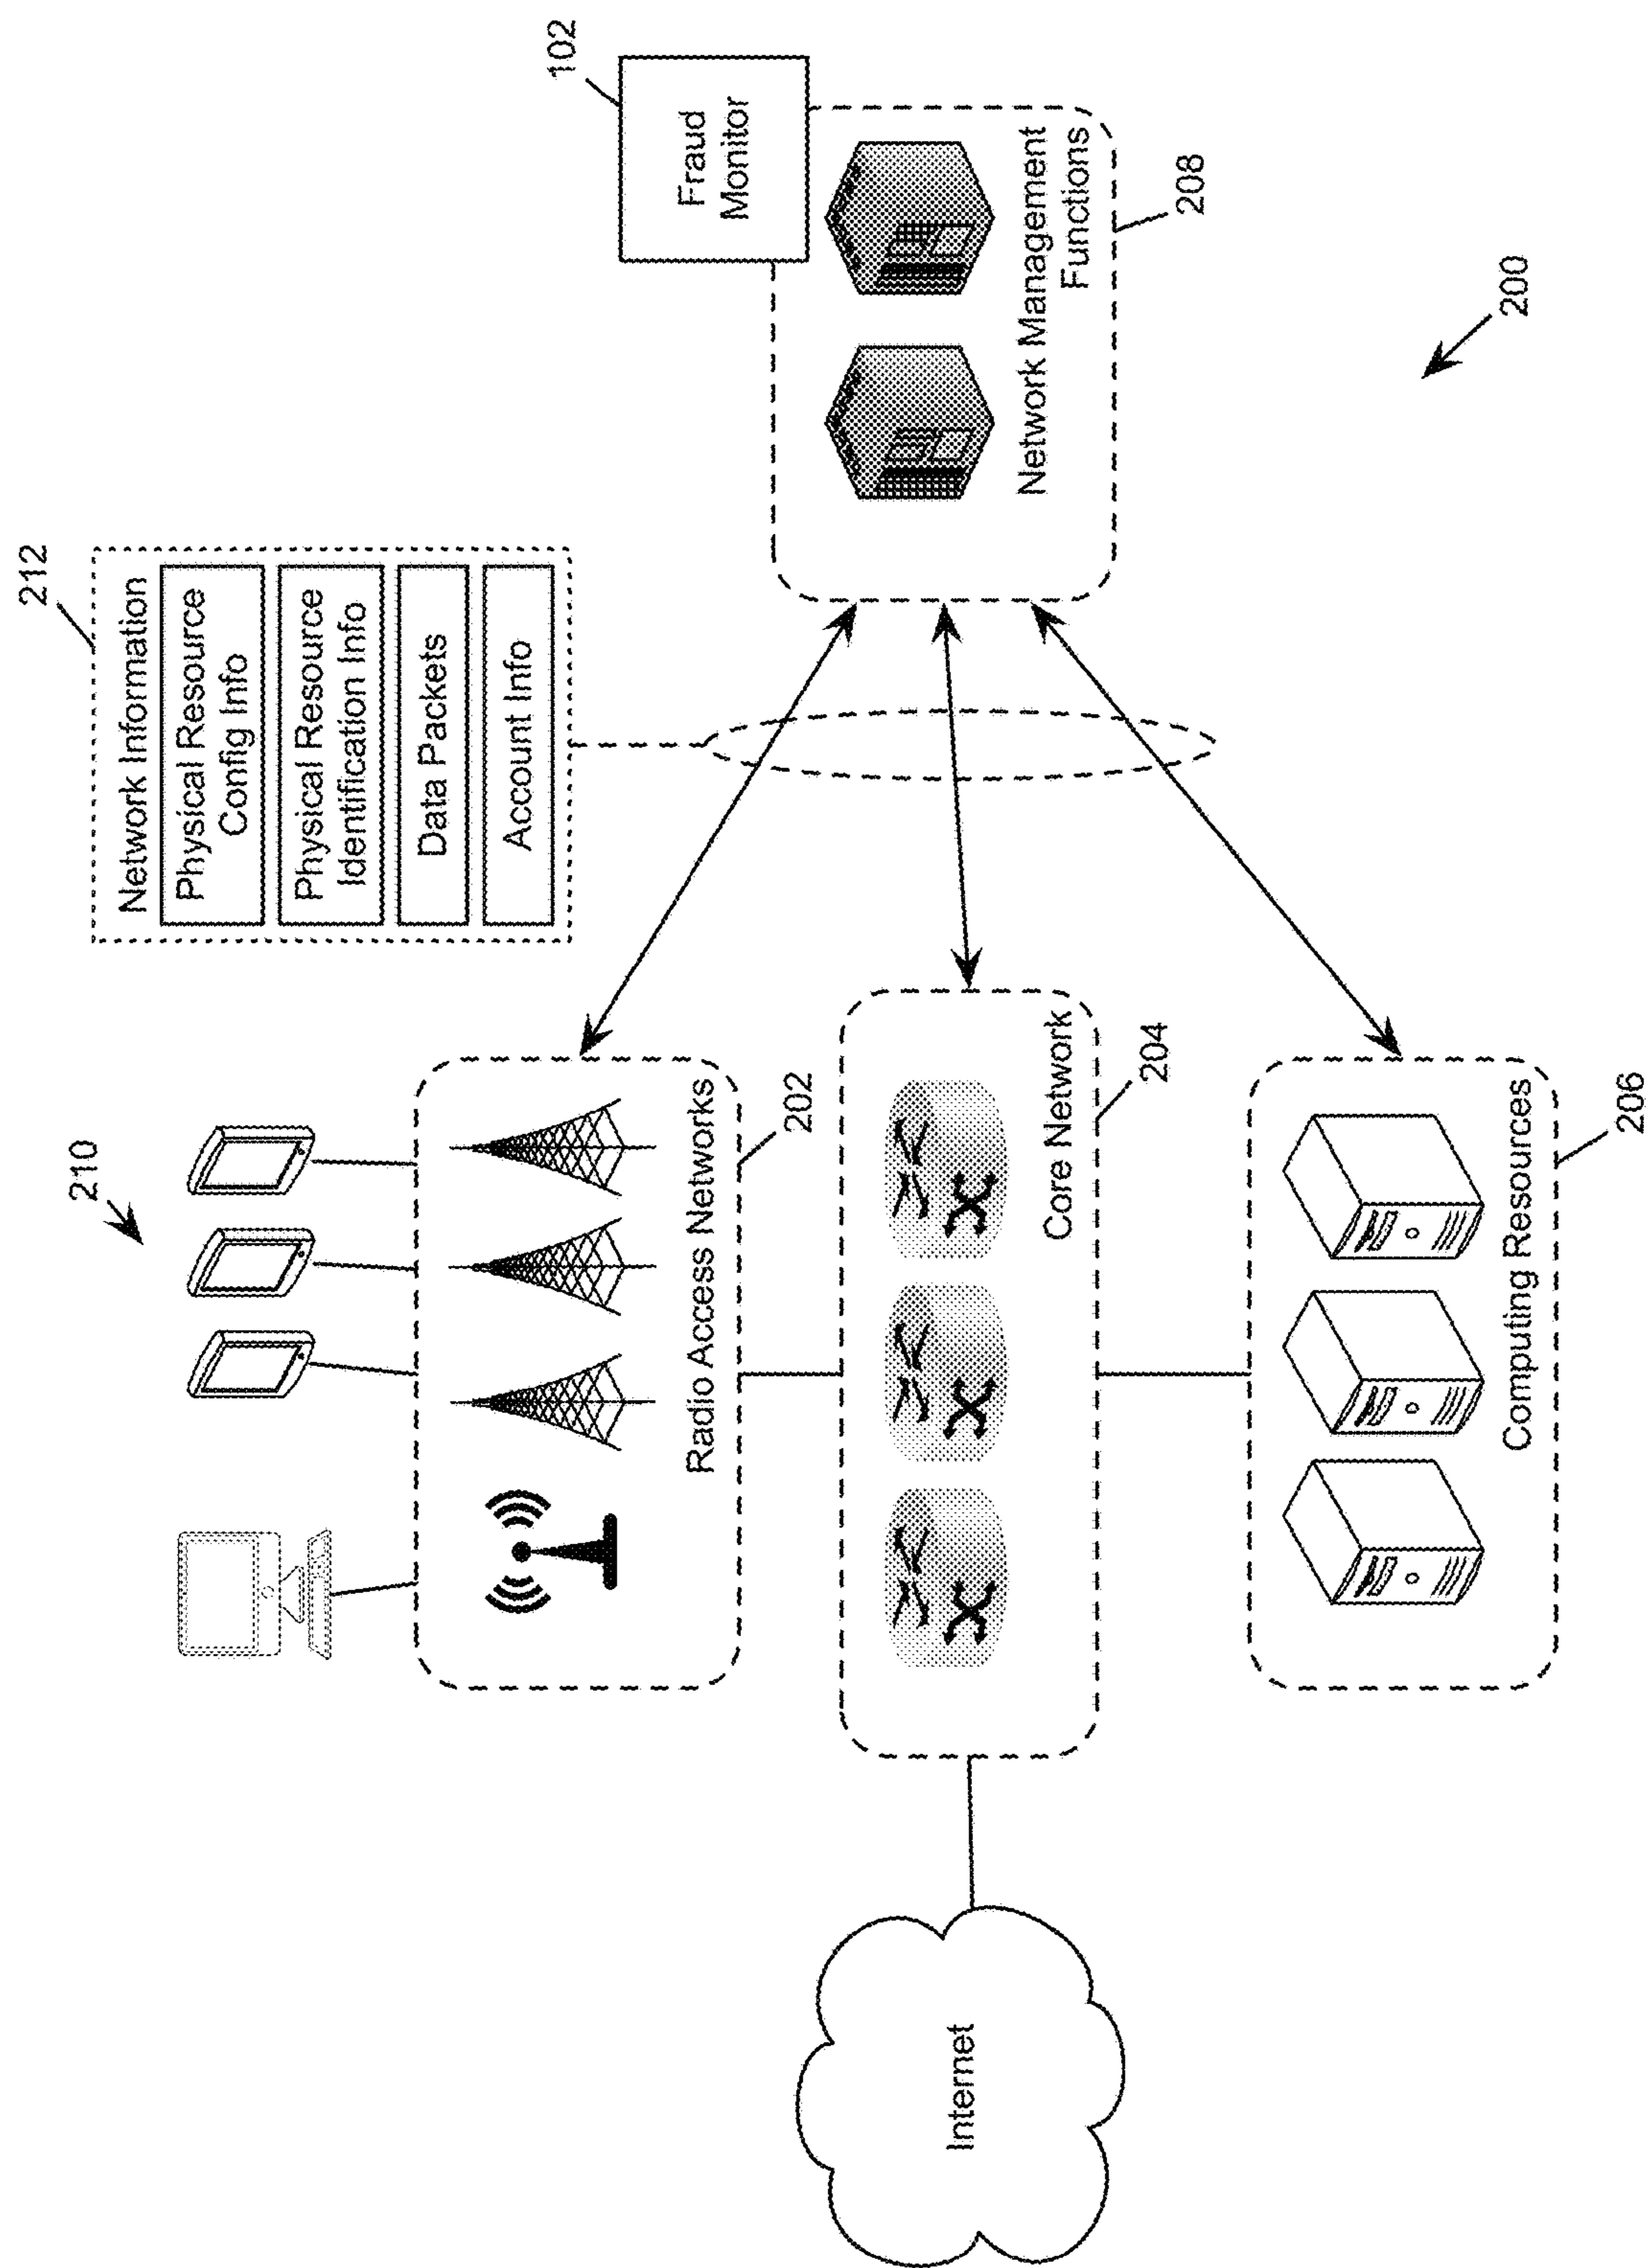 210
212
Network Information
Physical Resource
Config Info
Physical Resource
Identification Info
Data Packets
Account Info
102
Fraud
Monitor
Radio Access Networks
202
Network Management
Functions
208
Internet
Core Network
204
Computing Resources
206
200